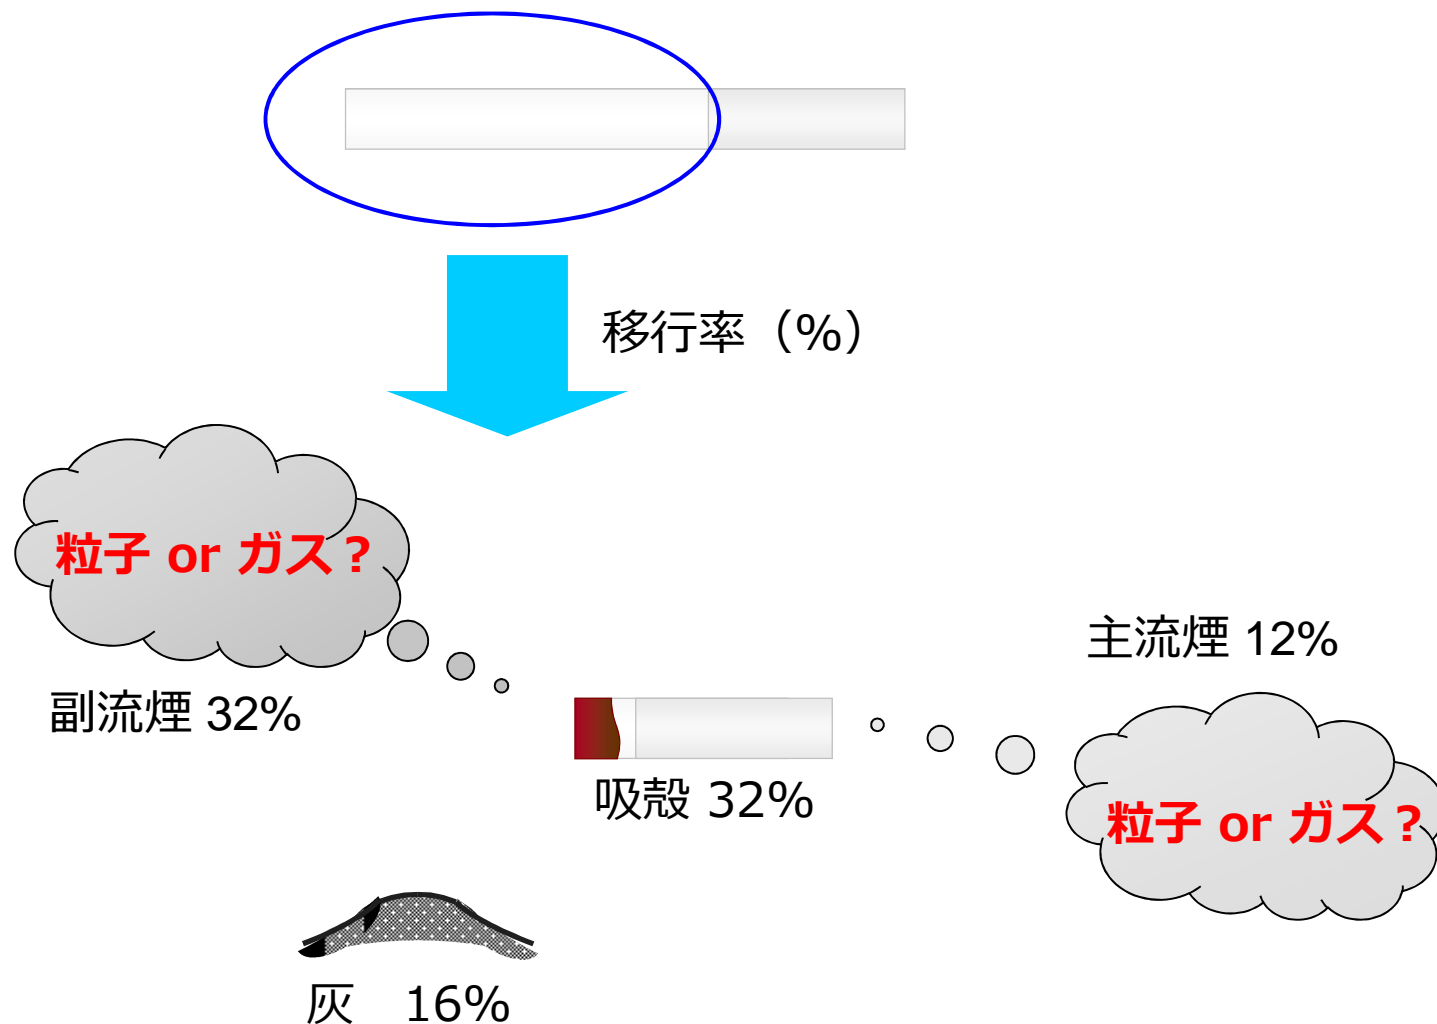 移行率（%）
粒子 or ガス？
副流煙 32%
主流煙 12%
吸殻 32%
粒子 or ガス？
灰　16%